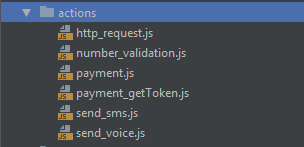 actions
http_request.js
number_validation.js
payment.js
payment_getToken.js
send_sms.js
send_voice.js